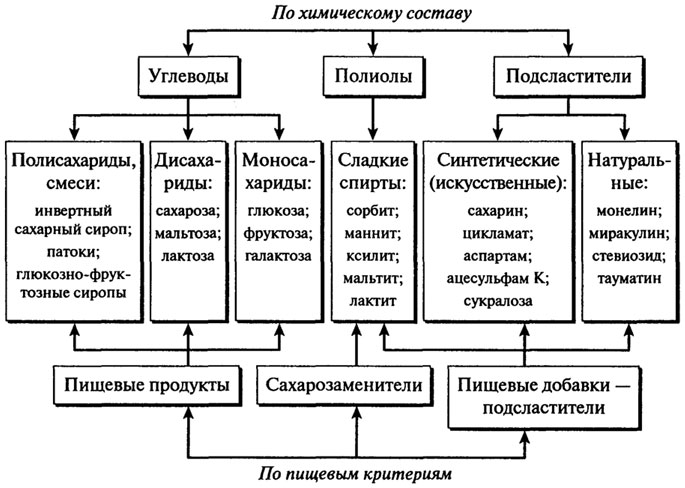 По химическому составу
Углеводы
Полиолы
Подсластители
Полисахариды,
смеси:
инвертный
сахарный сироп;
патоки;
глюкозно-фрук-
тозные сиропы
Дисаха-
риды:
сахароза;
мальтоза;
лактоза
Моноса-
хариды:
глюкоза;
фруктоза;
галактоза
Сладкие
спирты:
сорбит;
маннит;
ксилит;
мальтит;
лактит
Синтетические
(искусственные):
сахарин;
цикламат;
аспартам;
ацесульфам К;
сукралоза
Натураль-
ные:
монелин;
миракулин;
стевиозид;
тауматин
Пищевые продукты
Сахарозаменители
Пищевые добавки —
подсластители
По пищевым критериям